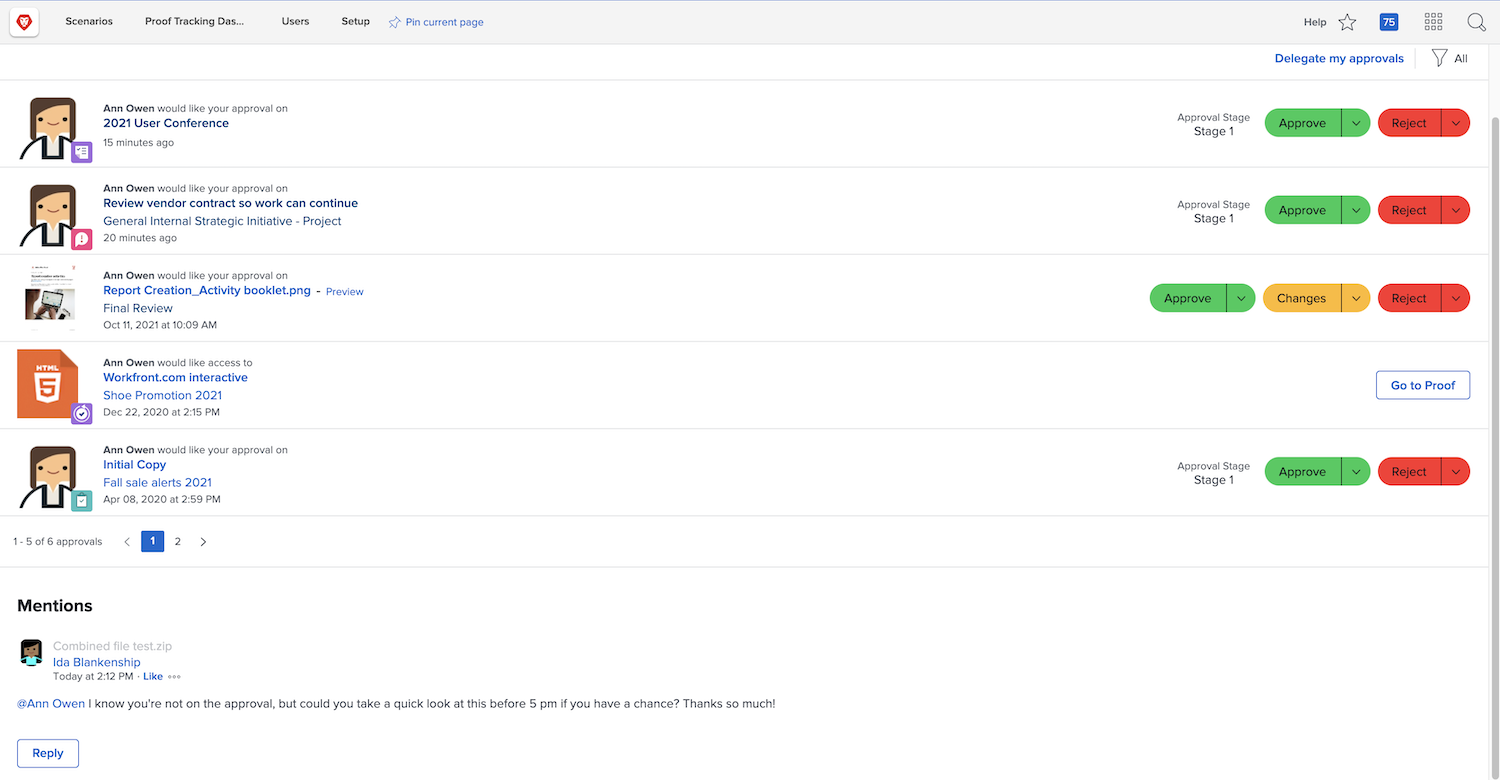 Scenarios Proof Tracking Das... Users Setup Pin current page Help 75
Delegate my approvals All
Ann Owen would like your approval on
2021 User Conference
15 minutes ago
Approval Stage
Stage 1
Approve Reject
Ann Owen would like your approval on
Review vendor contract so work can continue
General Internal Strategic Initiative - Project
20 minutes ago
Approval Stage
Stage 1
Approve Reject
Ann Owen would like your approval on
Report Creation_Activity booklet.png - Preview
Final Review
Oct 11, 2021 at 10:09 AM
Approve Changes Reject
HTML
5
Ann Owen would like access to
Workfront.com interactive
Shoe Promotion 2021
Dec 22, 2020 at 2:15 PM
Go to Proof
Ann Owen would like your approval on
Initial Copy
Fall sale alerts 2021
Apr 08, 2020 at 2:59 PM
Approval Stage
Stage 1
Approve Reject
1 - 5 of 6 approvals 1 2
Mentions
Combined file test.zip
Ida Blankenship
Today at 2:12 PM · Like
@Ann Owen I know you're not on the approval, but could you take a quick look at this before 5 pm if you have a chance? Thanks so much!
Reply